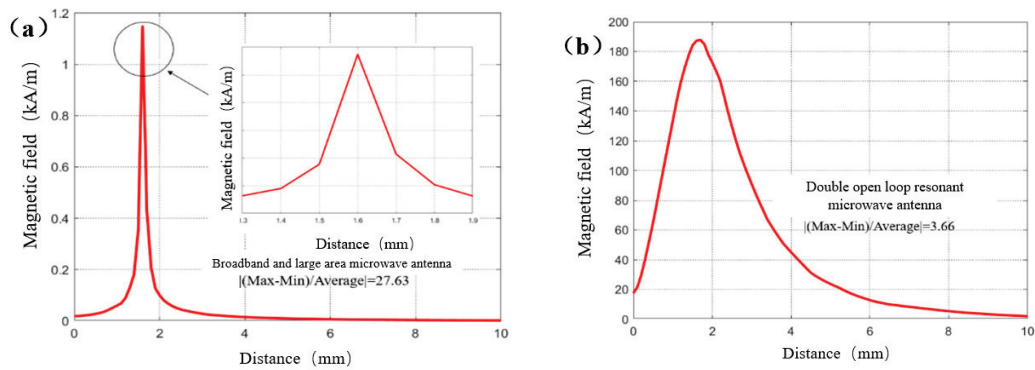 (a)
Magnetic field (kA/m)
1.2
1
0.8
0.6
0.4
0.2
0
0
2
4
6
8
10
Distance (mm)
Magnetic field (kA/m)
.3
1.4
1.5
1.6
1.7
1.8
1.9
Distance (mm)
Broadband and large area microwave antenna
|(Max-Min)/Average|=27.63
(b)
Magnetic field (kA/m)
200
180
160
140
120
100
80
60
40
20
0
0
2
4
6
8
10
Distance (mm)
Double open loop resonant
microwave antenna
|(Max-Min)/Average|=3.66